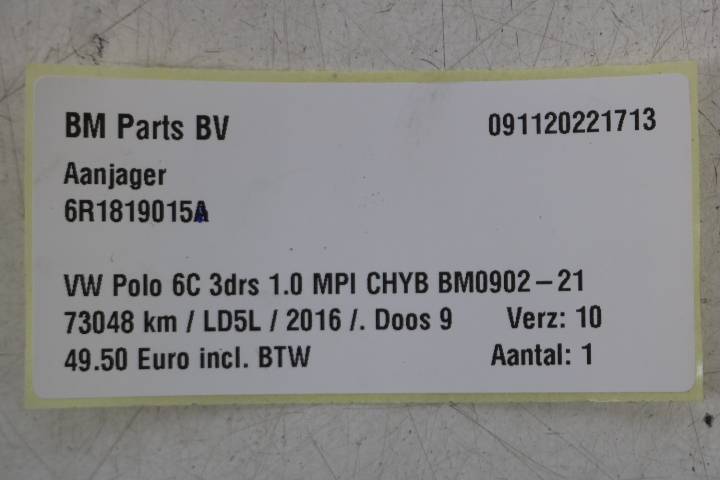 BM Parts BV 091120221713
Aanjager
6R1819015A
VW Polo 6C 3drs 1.0 MPI CHYB BM0902-21
73048 km / LD5L / 2016 /. Doos 9 Verz: 10
49.50 Euro incl. BTW Aantal: 1